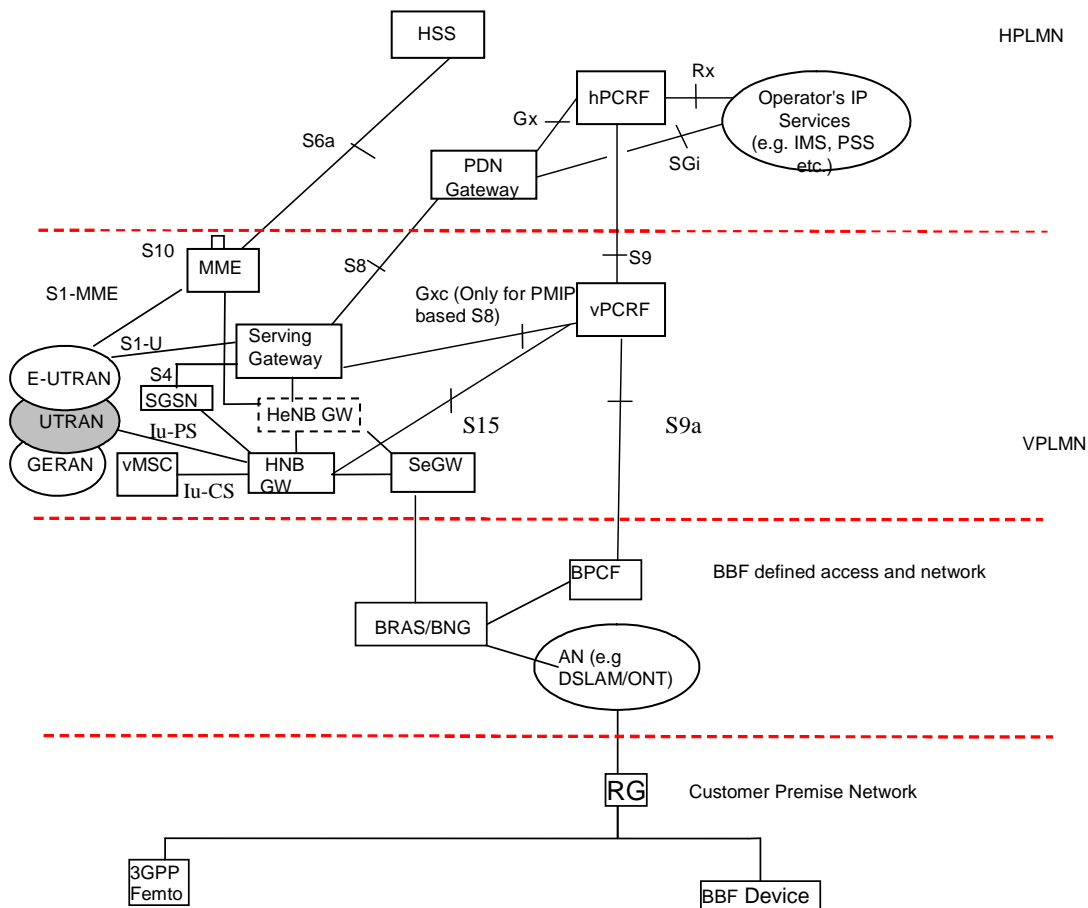 HSS
HPLMN
Rx
hPCRF
Operator's IP
Services
(e.g. IMS, PSS
etc.)
Gx
S6a
SGi
PDN
Gateway
S10
MME
S8
S9
S1-MME
Gxc (Only for PMIP
based S8)
vPCRF
S1-U
Serving
Gateway
E-UTRAN
S4
SGSN
HeNB GW
UTRAN
Iu-PS
S15
S9a
VPLMN
GERAN
vMSC
HNB
GW
SeGW
Iu-CS
BPCF
BBF defined access and network
BRAS/BNG
AN (e.g
DSLAM/ONT)
RG
Customer Premise Network
3GPP
Femto
BBF Device